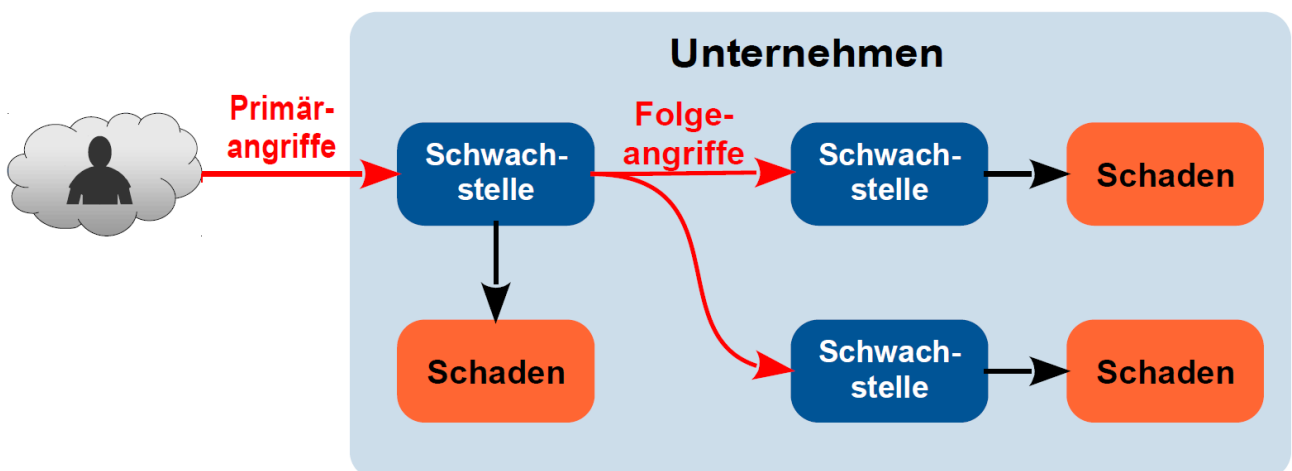 Unternehmen
Primär-
angriffe
Schwach-
stelle
Folge-
angriffe
Schwach-
stelle
Schaden
Schaden
Schwach-
stelle
Schaden